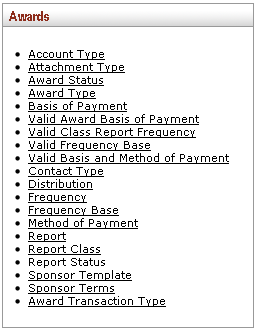 Awards
Account Type
Attachment Type
Award Status
Award Type
Basis of Payment
Valid Award Basis of Payment
Valid Class Report Frequency
Valid Frequency Base
Valid Basis and Method of Payment
Contact Type
Distribution
Frequency
Frequency Base
Method of Payment
Report
Report Class
Report Status
Sponsor Template
Sponsor Terms
Award Transaction Type